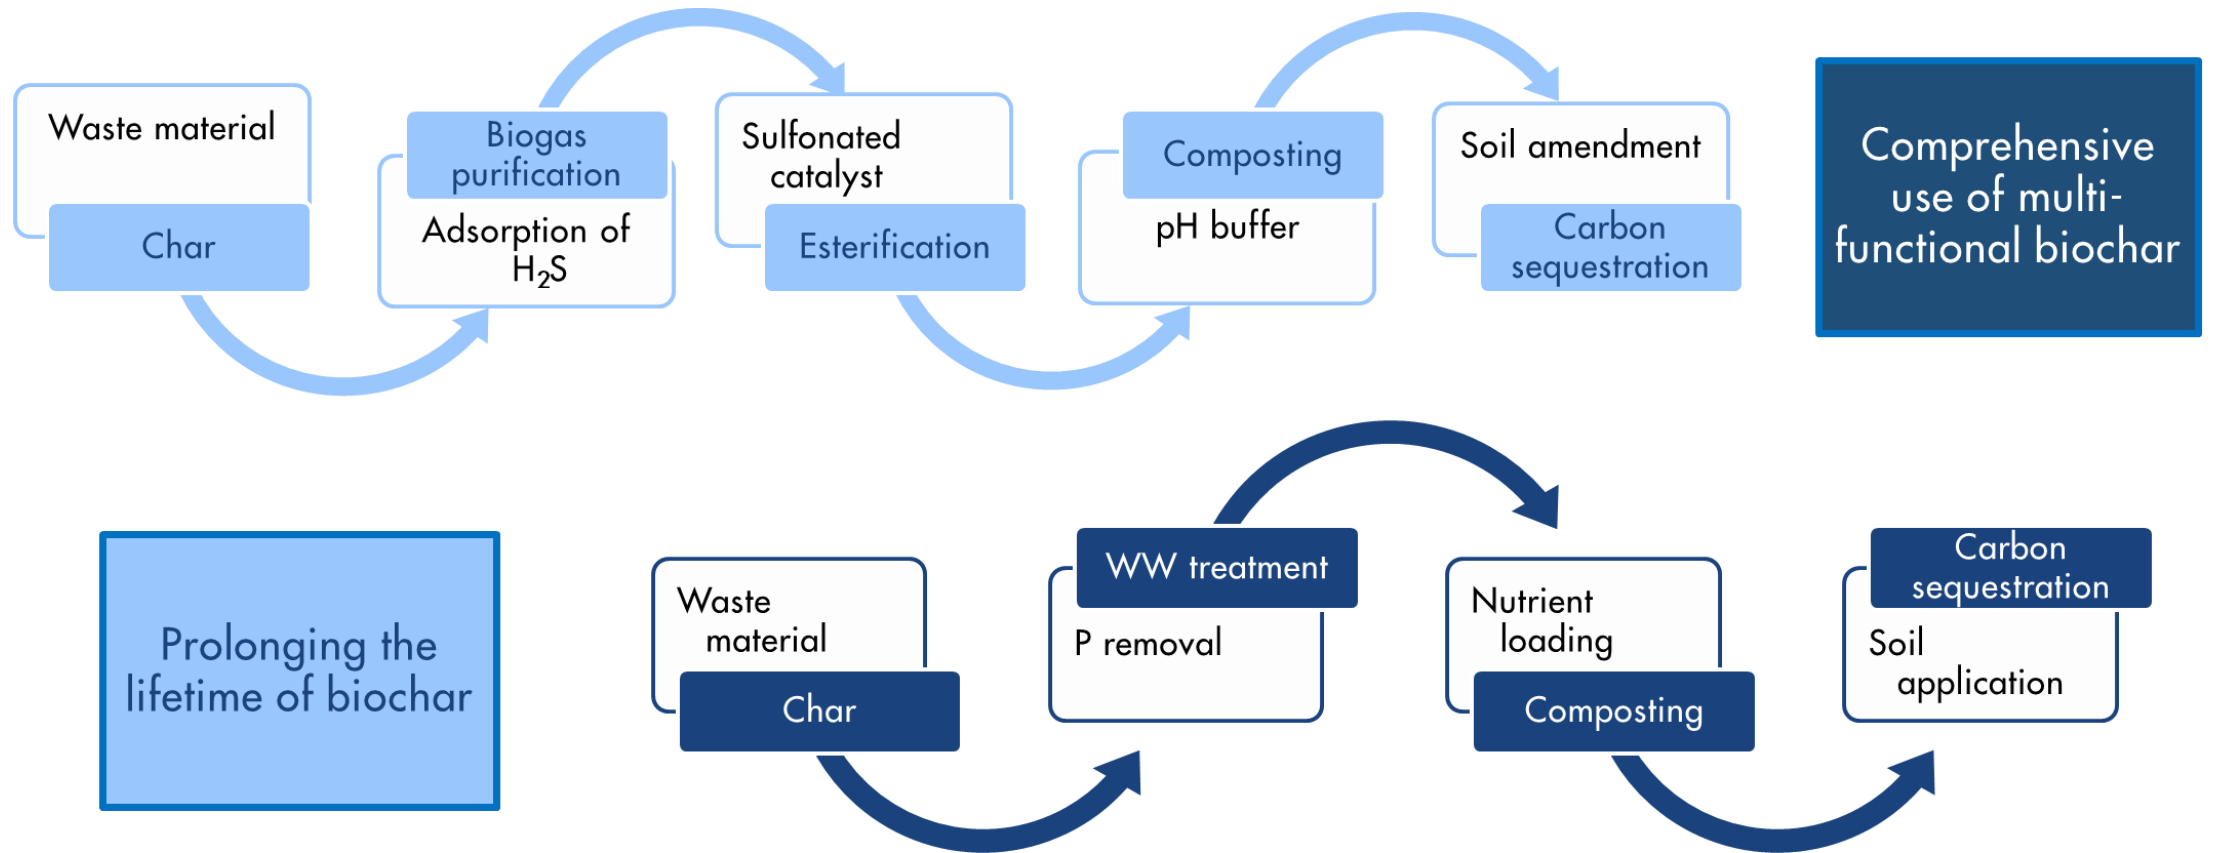 Waste material
Char
Biogas
purification
Adsorption of
H₂S
Sulfonated
catalyst
Esterification
Composting
pH buffer
Soil amendment
Carbon
sequestration
Comprehensive
use of multi-
functional biochar
Prolonging the
lifetime of biochar
Waste
material
Char
WW treatment
P removal
Nutrient
loading
Composting
Carbon
sequestration
Soil
application